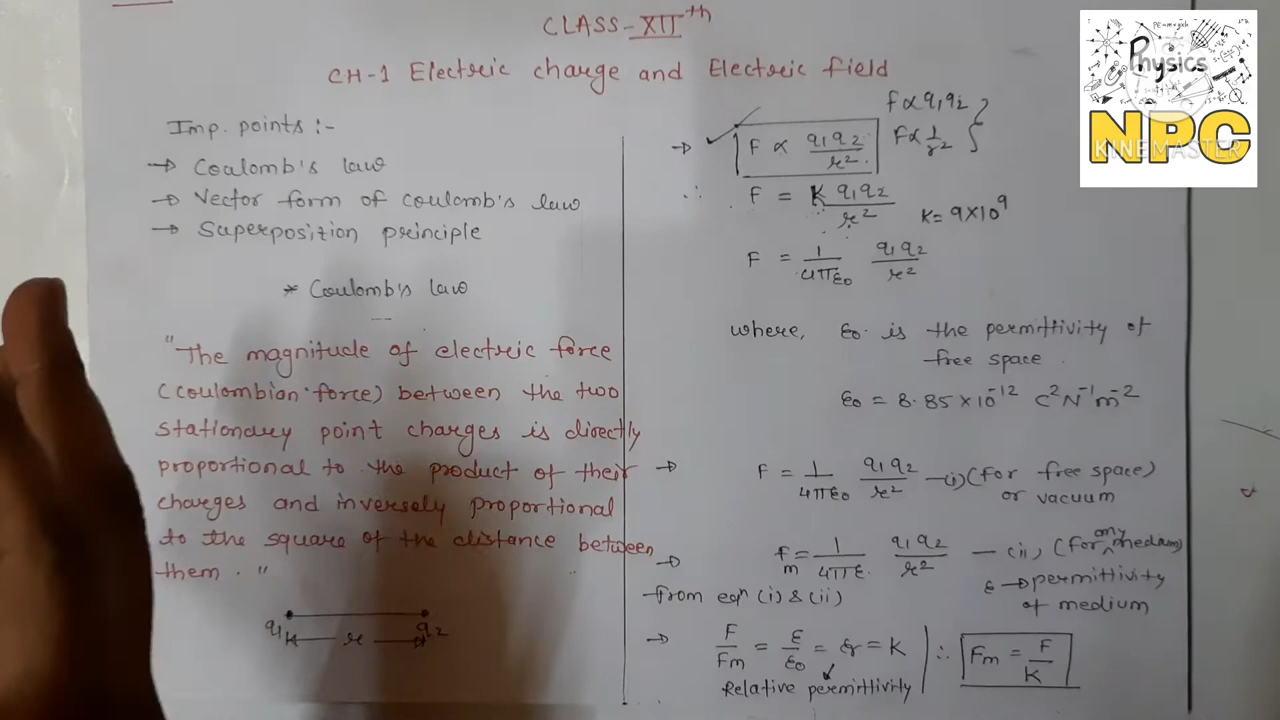 CLASS-XIIth
CH-1 Electric charge and Electric field
Imp. points :-
→ Coulomb's law
→ Vector form of coulomb's law
→ Superposition principle
* Coulomb's law
"The magnitude of electric force
(coulombian force) between the two
stationary point charges is directly
proportional to the product of their
charges and inversely proportional
to the square of the distance between
them. "
q1 r q2
→ F ∝ q1q2/r² F ∝ q1q2
F ∝ 1/r²
∴ F = K q1q2/r² K = 9×10⁹
F = 1/4πε0 q1q2/r²
where, ε0 is the permittivity of
free space.
ε0 = 8.85×10⁻¹² C²N⁻¹m⁻²
→ F = 1/4πε0 q1q2/r² —(i) (for free space)
or vacuum
→ Fm = 1/4πε q1q2/r² —(ii) (for any medium)
ε → permittivity
of medium
from eqn (i) & (ii)
→ F/Fm = ε/ε0 = εr = K ∴ Fm = F/K
Relative permittivity
Physics
NPC
KINEMASTER